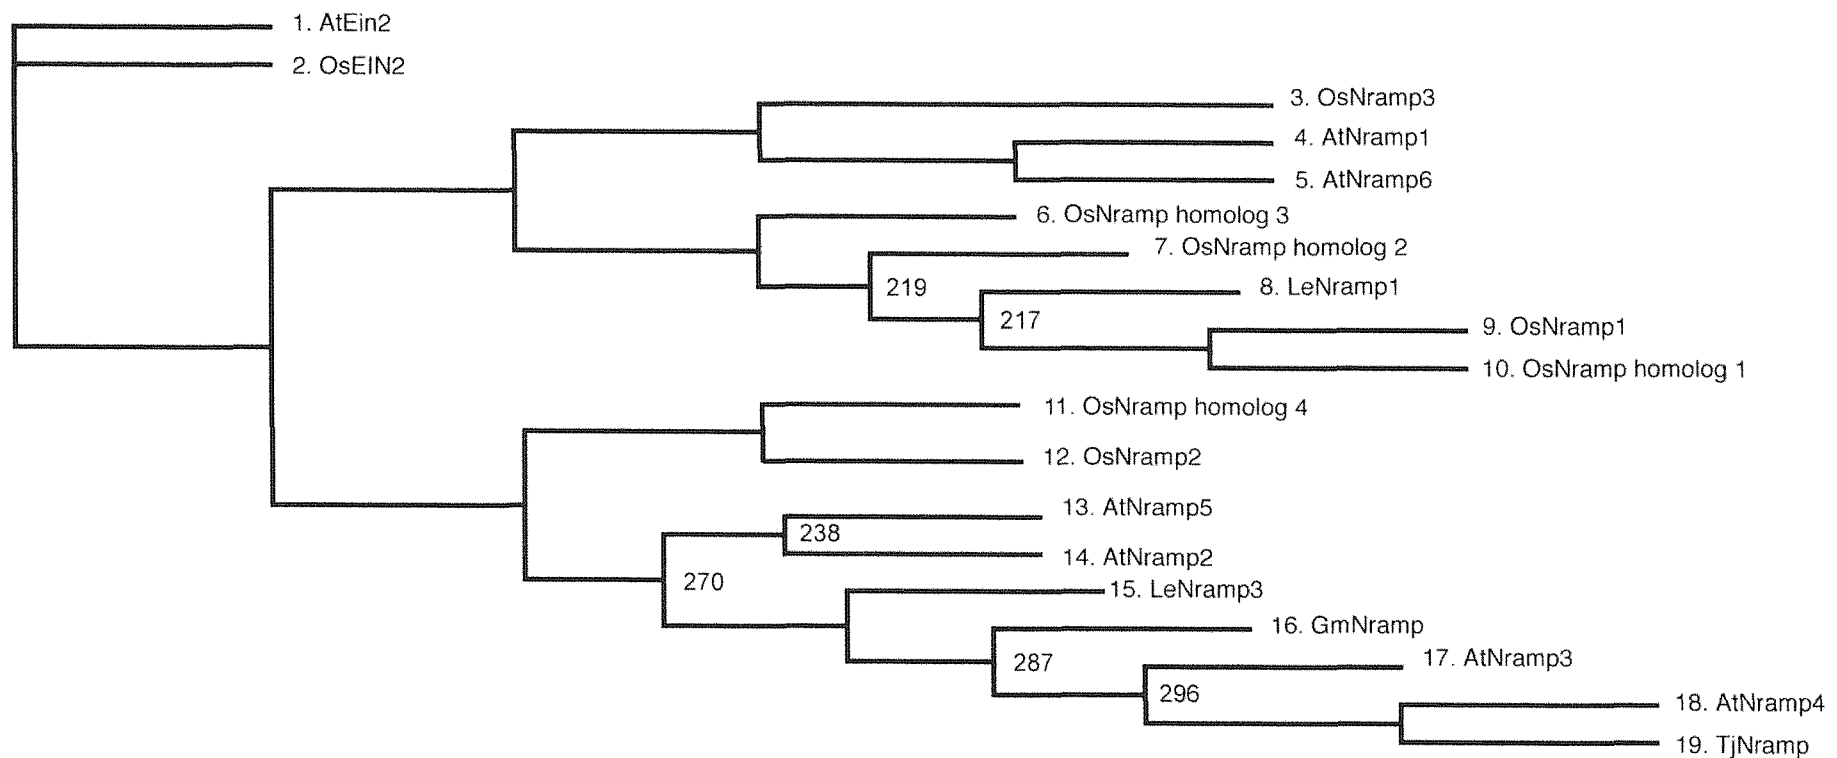 1. AtEin2
2. OsEIN2
3. OsNramp3
4. AtNramp1
5. AtNramp6
6. OsNramp homolog 3
7. OsNramp homolog 2
219
8. LeNramp1
217
9. OsNramp1
10. OsNramp homolog 1
11. OsNramp homolog 4
12. OsNramp2
13. AtNramp5
238
14. AtNramp2
270
15. LeNramp3
16. GmNramp
287
17. AtNramp3
296
18. AtNramp4
19. TjNramp